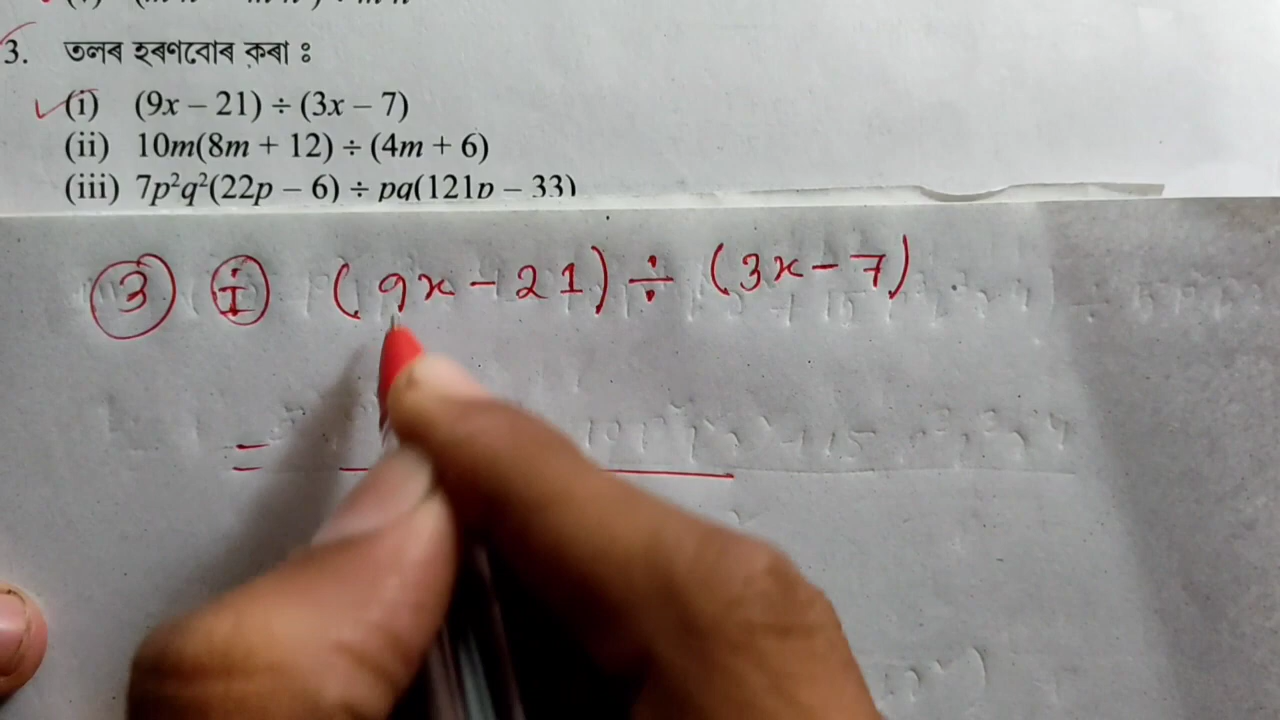 3. তলৰ হৰণবোৰ কৰা ঃ
(i) (9x – 21) ÷ (3x – 7)
(ii) 10m(8m + 12) ÷ (4m + 6)
(iii) 7p²q²(22p – 6) ÷ pq(121p – 33)
3 i (9x - 21) ÷ (3x - 7)
=